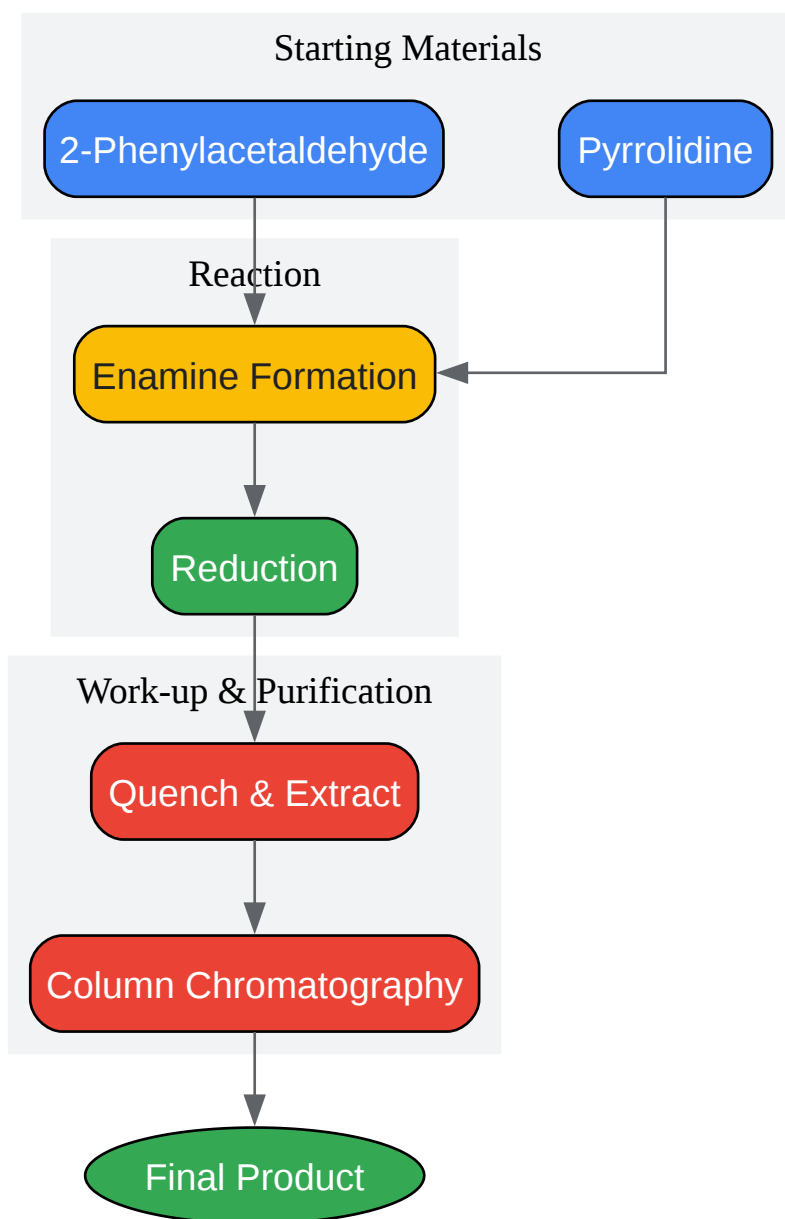 Starting Materials
2-Phenylacetaldehyde
Pyrrolidine
Reaction
Enamine Formation
Reduction
Work-up & Purification
Quench & Extract
Column Chromatography
Final Product